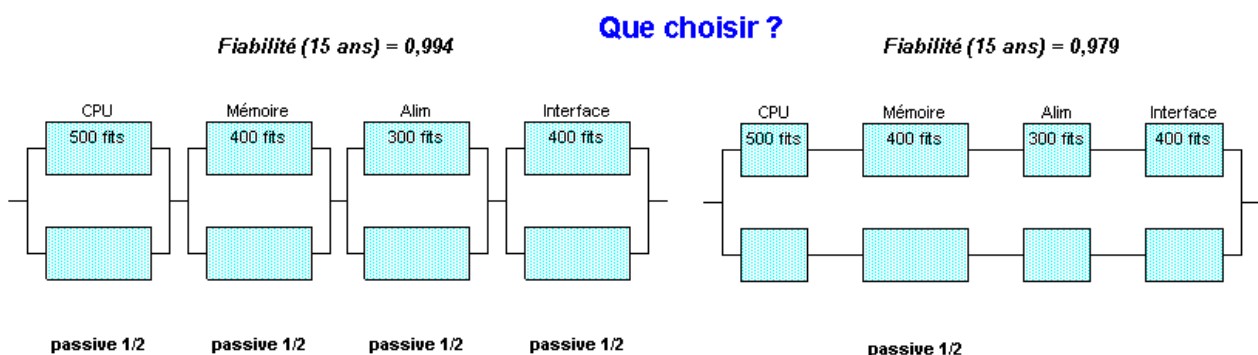 Que choisir ?
Fiabilité (15 ans) = 0,994
Fiabilité (15 ans) = 0,979
CPU
Mémoire
Alim
Interface
500 fits
400 fits
300 fits
400 fits
passive 1/2
passive 1/2
passive 1/2
passive 1/2
CPU
Mémoire
Alim
Interface
500 fits
400 fits
300 fits
400 fits
passive 1/2